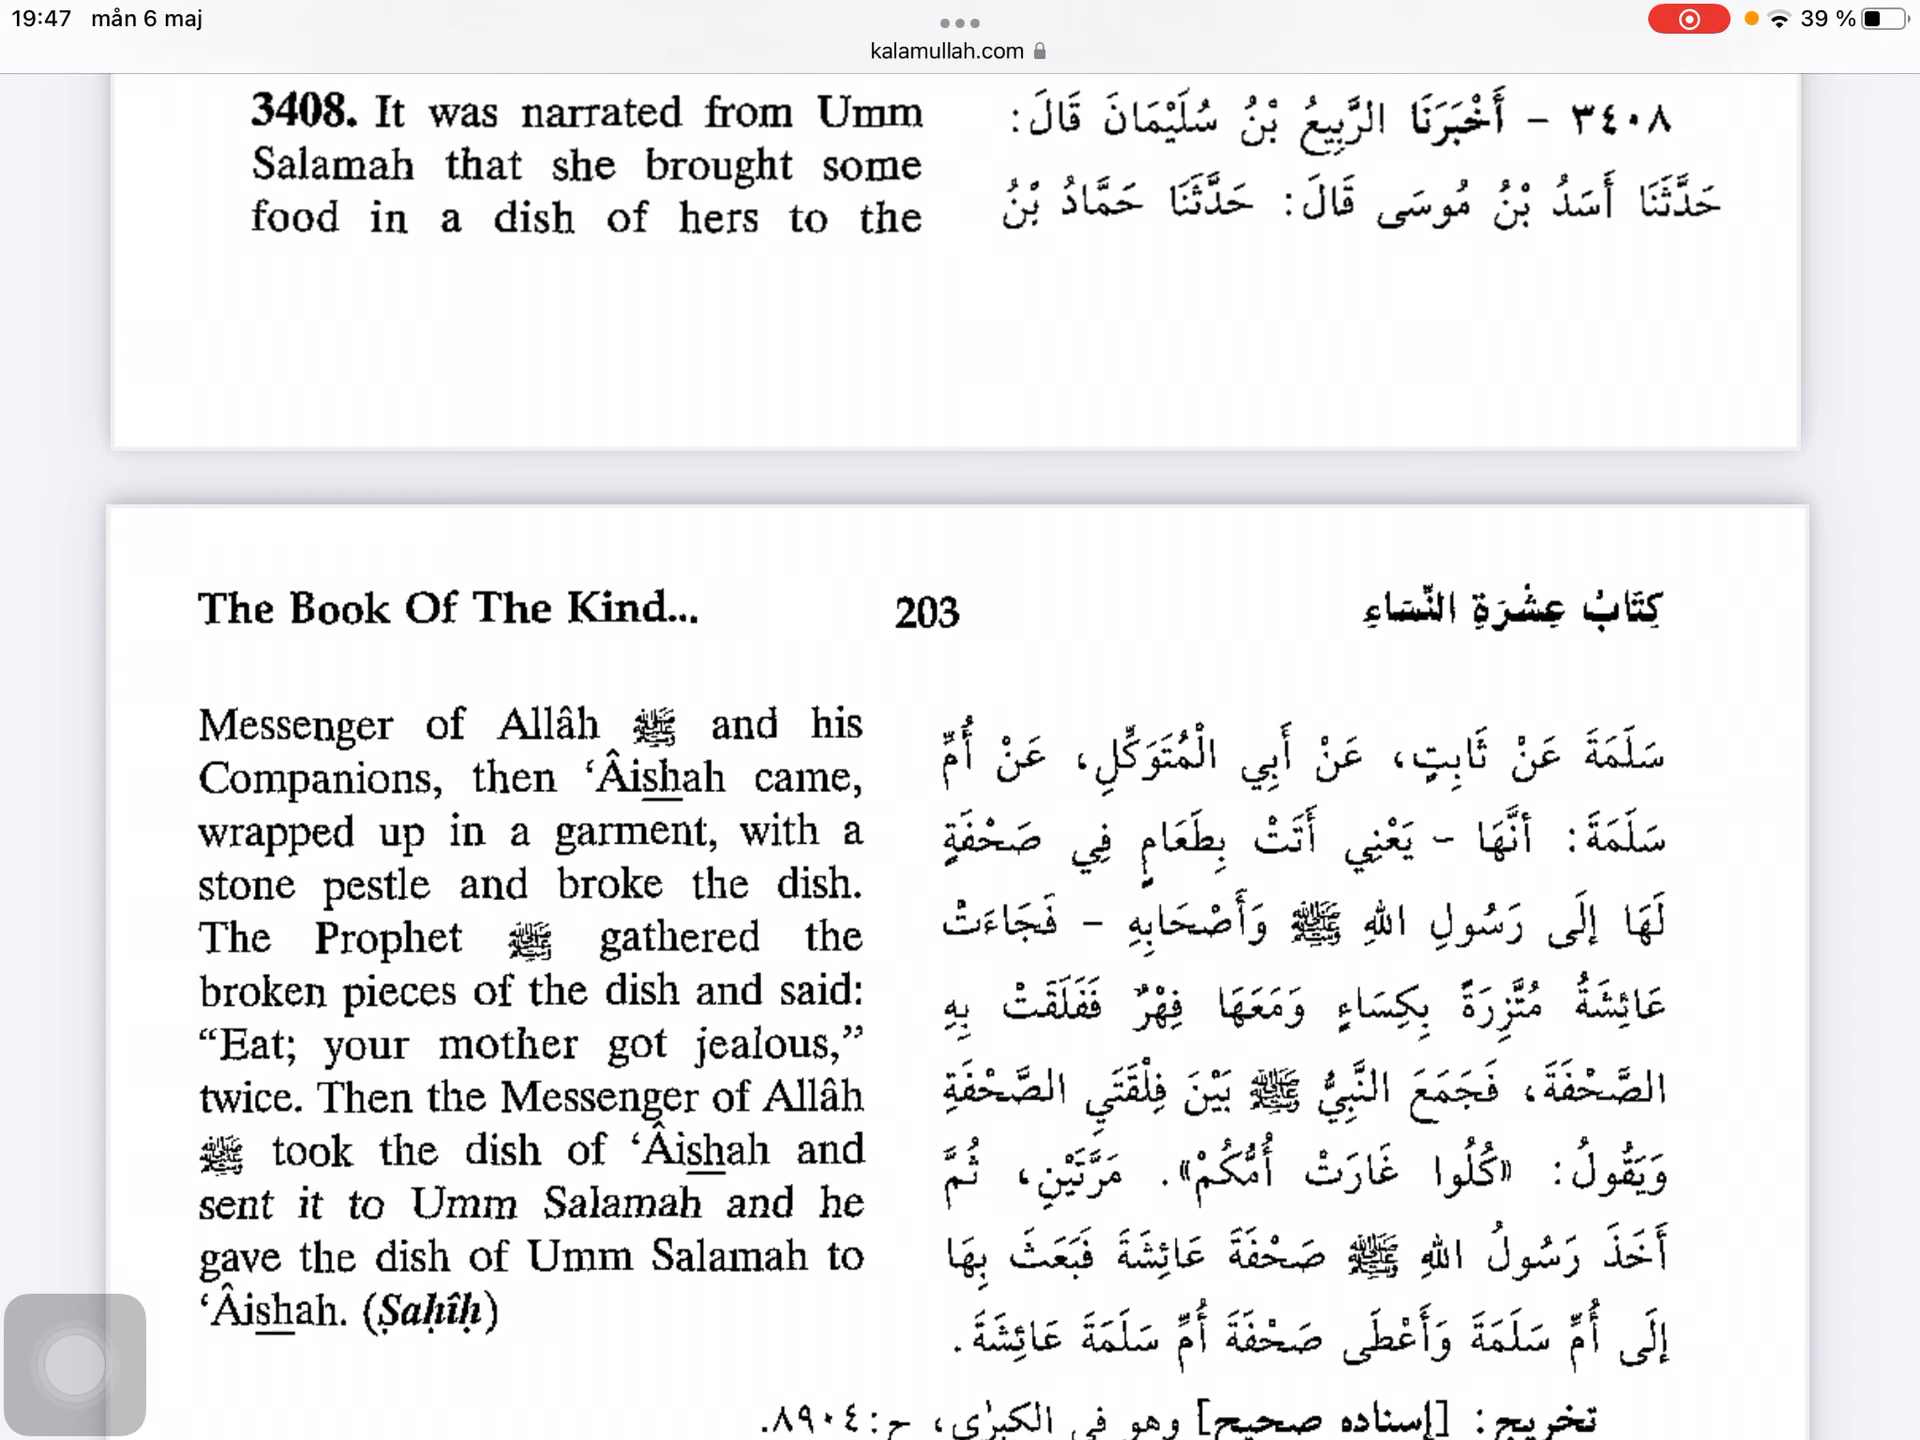 19:47 mån 6 maj
39 %
kalamullah.com
3408. It was narrated from Umm
Salamah that she brought some
food in a dish of hers to the
٣٤٠٨ - أَخْبَرَنَا الرَّبِيعُ بْنُ سُلَيْمَانَ قَالَ:
حَدَّثَنَا أَسَدُ بْنُ مُوسَى قَالَ: حَدَّثَنَا حَمَّادُ بْنُ
The Book Of The Kind...
203
كِتَابُ عِشْرَةِ النِّسَاءِ
Messenger of Allâh ﷺ and his
Companions, then ‘Âishah came,
wrapped up in a garment, with a
stone pestle and broke the dish.
The Prophet ﷺ gathered the
broken pieces of the dish and said:
“Eat; your mother got jealous,”
twice. Then the Messenger of Allâh
ﷺ took the dish of ‘Âishah and
sent it to Umm Salamah and he
gave the dish of Umm Salamah to
‘Âishah. (Ṣaḥîḥ)
سَلَمَةَ عَنْ ثَابِتٍ، عَنْ أَبِي الْمُتَوَكِّلِ، عَنْ أُمِّ
سَلَمَةَ: أَنَّهَا - يَعْنِي أَتَتْ بِطَعَامٍ فِي صَحْفَةٍ
لَهَا إِلَى رَسُولِ اللهِ ﷺ وَأَصْحَابِهِ - فَجَاءَتْ
عَائِشَةُ مُتَّزِرَةً بِكِسَاءٍ وَمَعَهَا فِهْرٌ فَفَلَقَتْ بِهِ
الصَّحْفَةَ، فَجَمَعَ النَّبِيُّ ﷺ بَيْنَ فِلْقَتَيِ الصَّحْفَةِ
وَيَقُولُ: «كُلُوا غَارَتْ أُمُّكُمْ». مَرَّتَيْنِ، ثُمَّ
أَخَذَ رَسُولُ اللهِ ﷺ صَحْفَةَ عَائِشَةَ فَبَعَثَ بِهَا
إِلَى أُمِّ سَلَمَةَ وَأَعْطَى صَحْفَةَ أُمِّ سَلَمَةَ عَائِشَةَ.
تخريج: [إسناده صحيح] وهو في الكبرٰى، ح:٨٩٠٤.